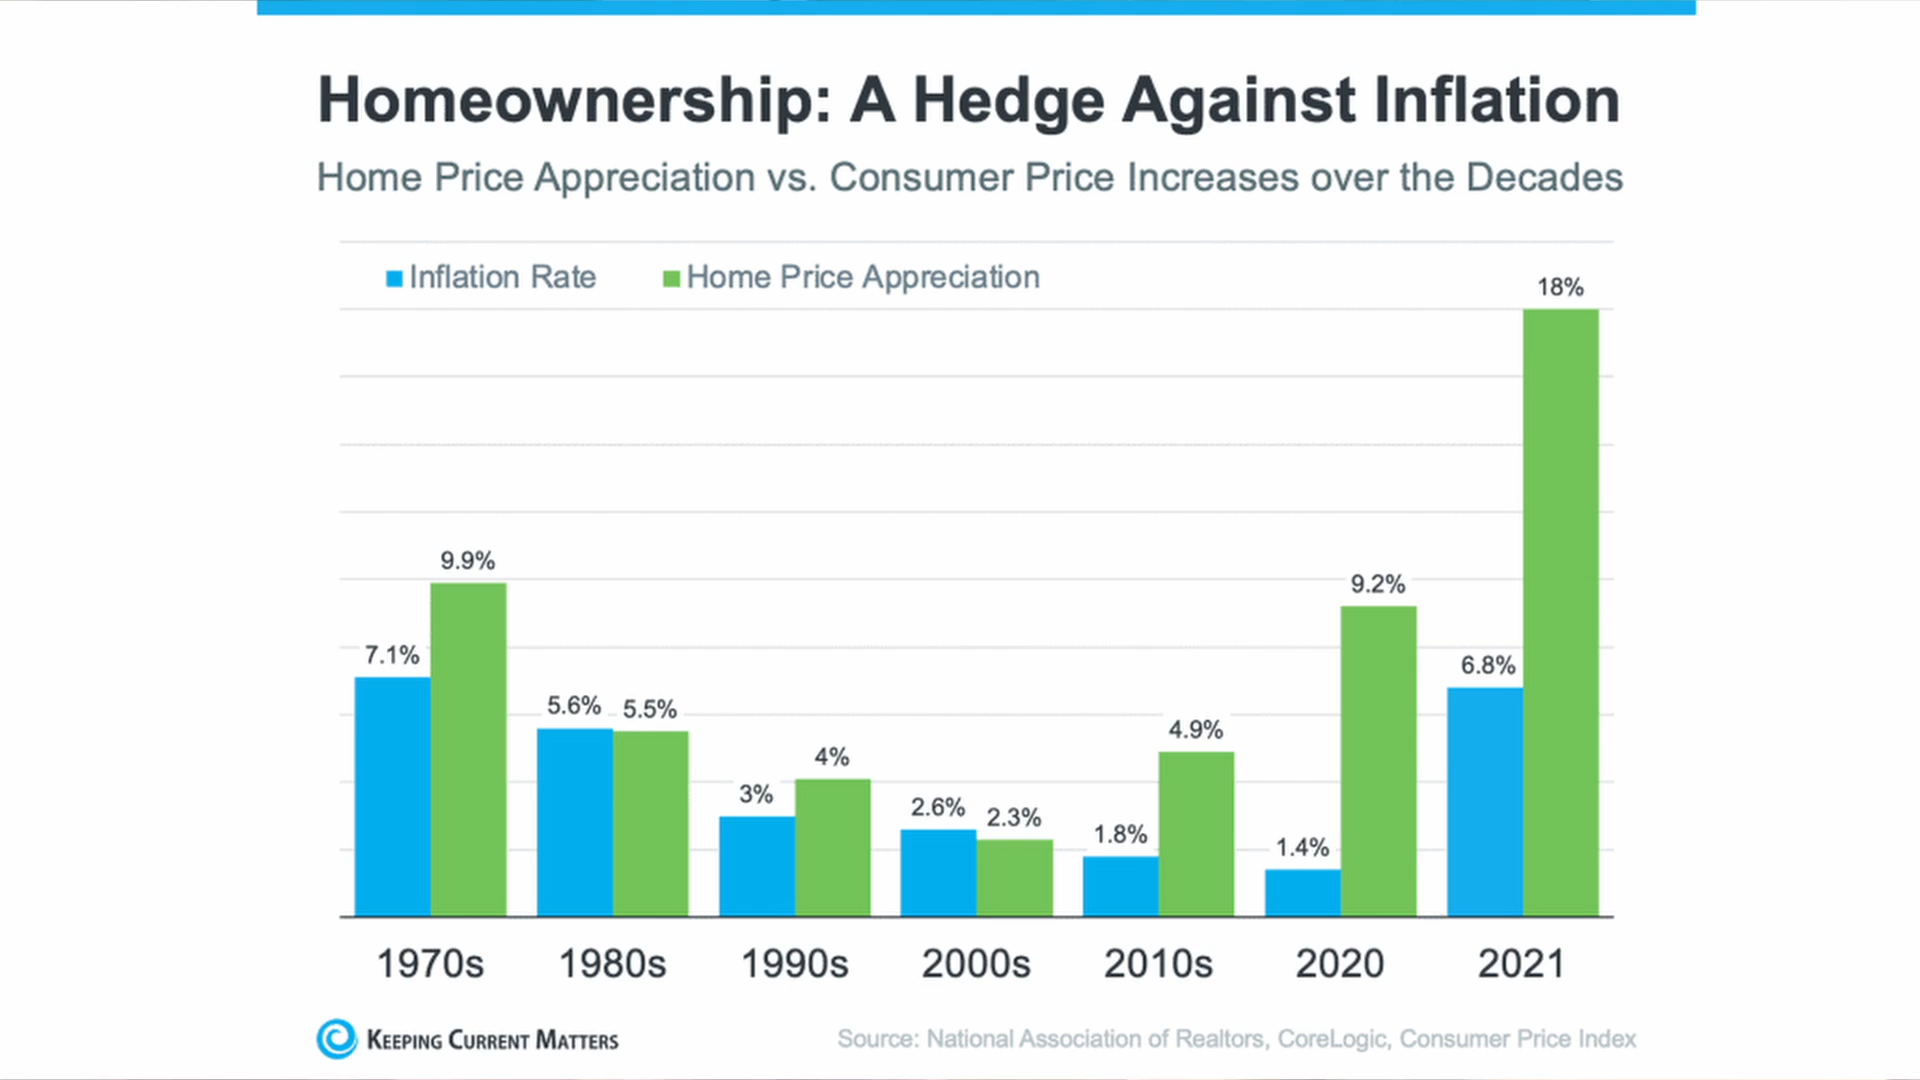 Homeownership: A Hedge Against Inflation
Home Price Appreciation vs. Consumer Price Increases over the Decades
Inflation Rate
Home Price Appreciation
7.1%
9.9%
5.6%
5.5%
3%
4%
2.6%
2.3%
1.8%
4.9%
1.4%
9.2%
6.8%
18%
1970s
1980s
1990s
2000s
2010s
2020
2021
KEEPING CURRENT MATTERS
Source: National Association of Realtors, CoreLogic, Consumer Price Index